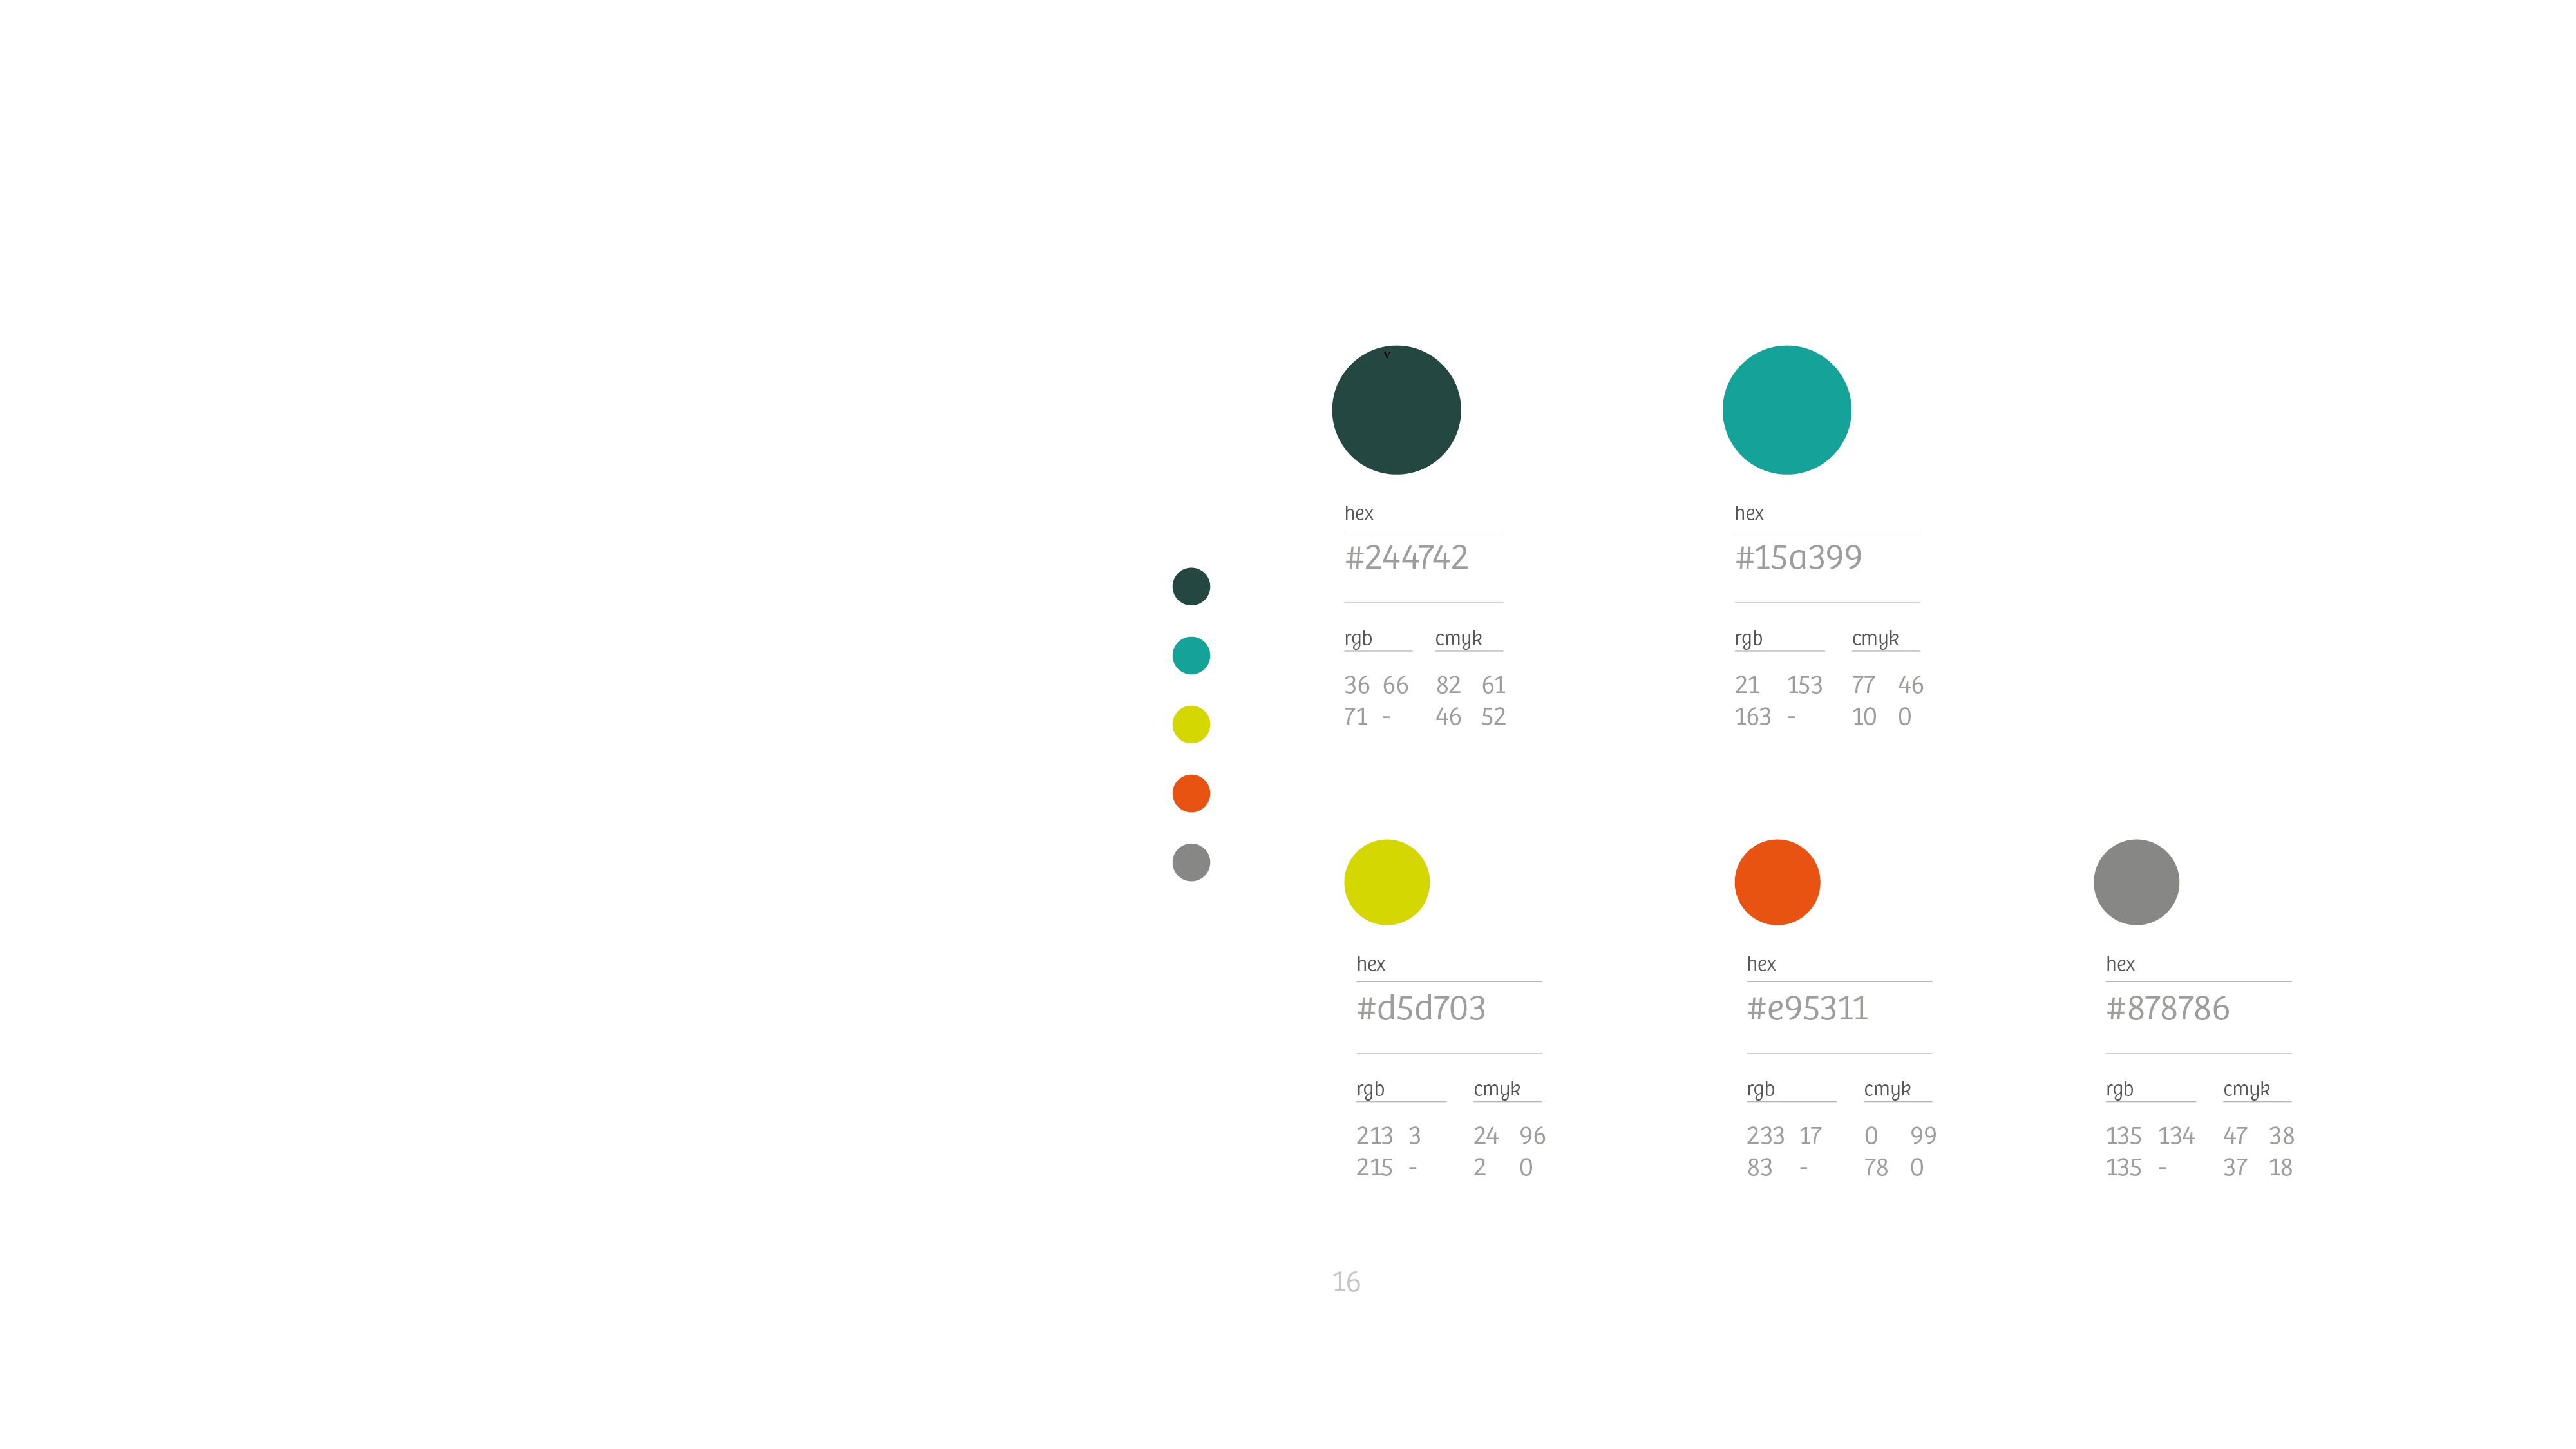 v
hex
#244742
rgb cmyk
36 66 82 61
71 - 46 52
hex
#15a399
rgb cmyk
21 153 77 46
163 - 10 0
hex
#d5d703
rgb cmyk
213 3 24 96
215 - 2 0
hex
#e95311
rgb cmyk
233 17 0 99
83 - 78 0
hex
#878786
rgb cmyk
135 134 47 38
135 - 37 18
16